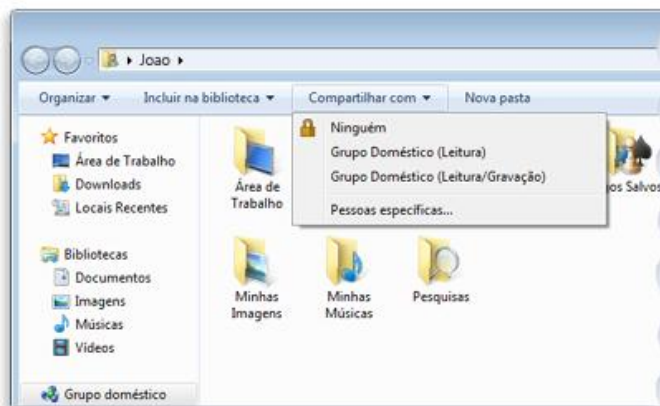 Joao
Organizar
Incluir na biblioteca
Compartilhar com
Nova pasta
Ninguém
Grupo Doméstico (Leitura)
Grupo Doméstico (Leitura/Gravação)
Pessoas específicas...
Favoritos
Área de Trabalho
Downloads
Locais Recentes
Bibliotecas
Documentos
Imagens
Músicas
Vídeos
Grupo doméstico
Área de
Trabalho
os Salvos
Minhas
Imagens
Minhas
Músicas
Pesquisas